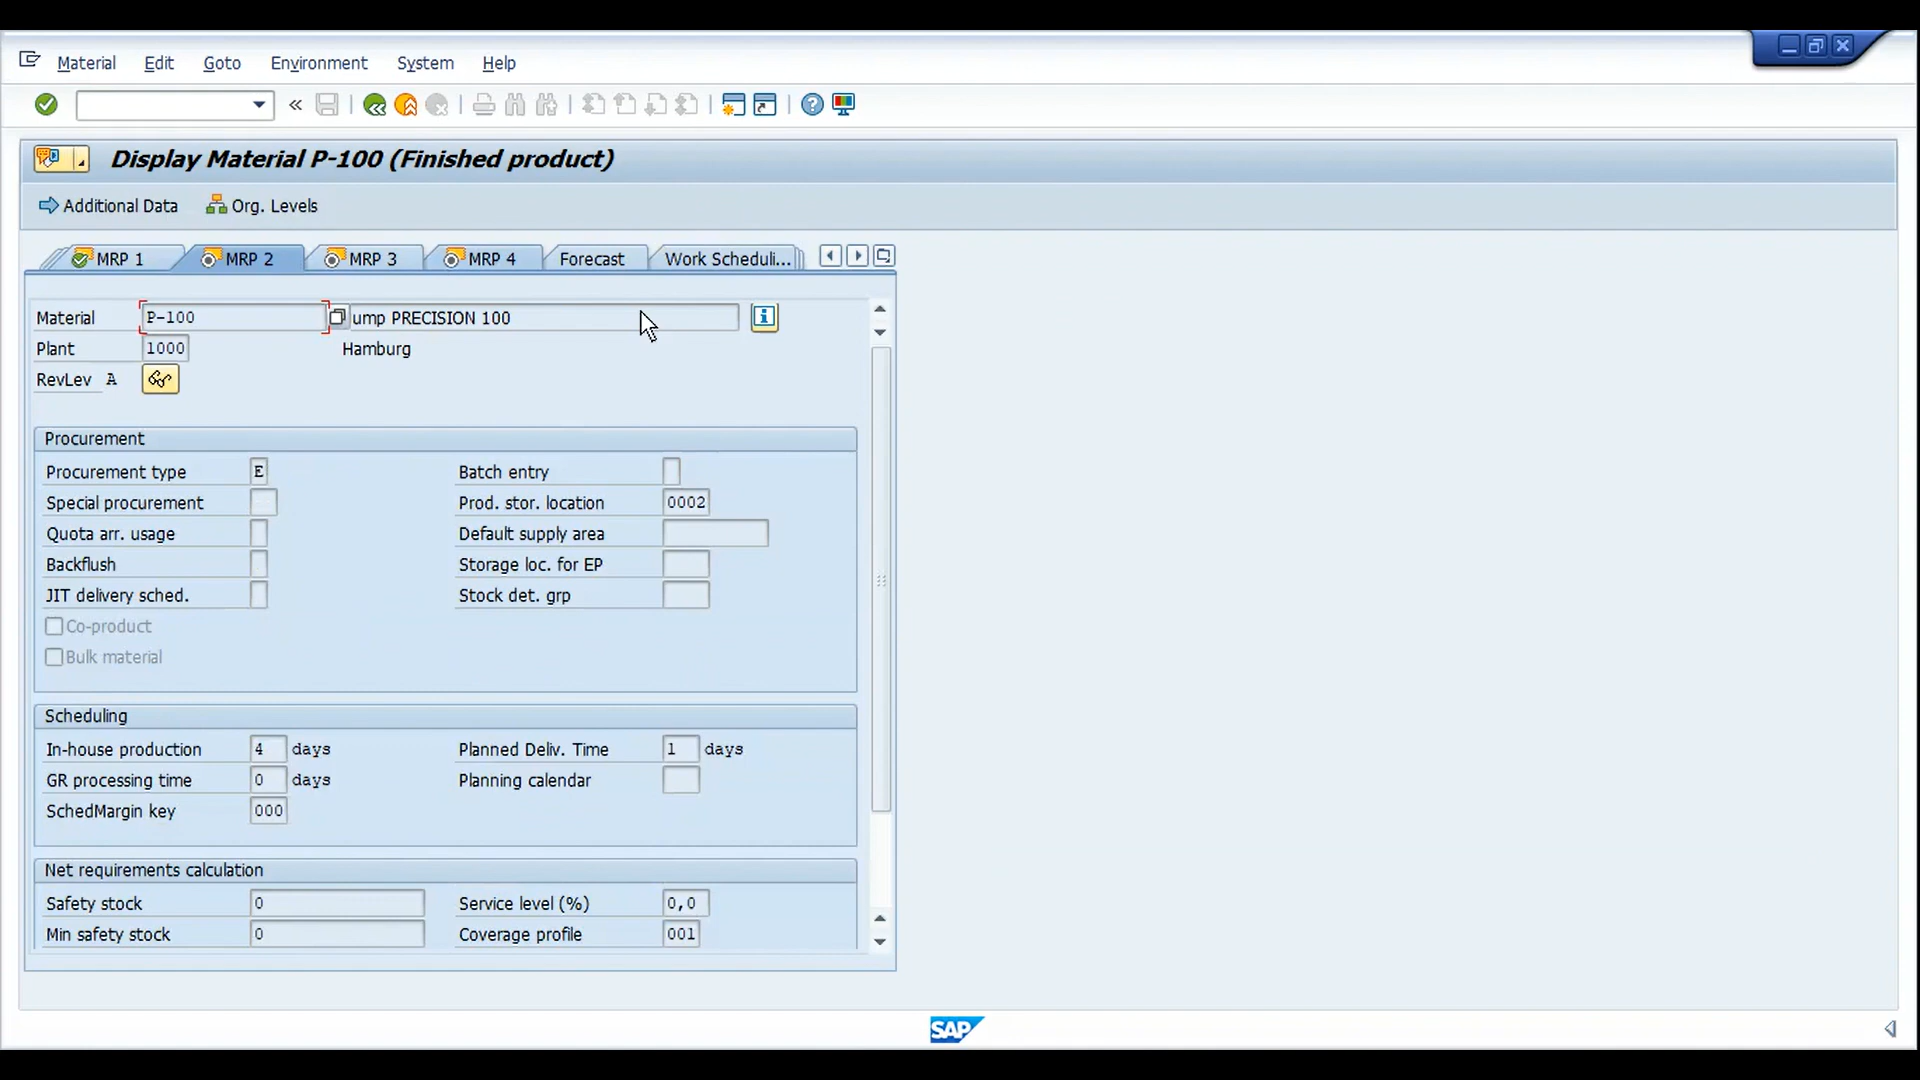 Material Edit Goto Environment System Help
Display Material P-100 (Finished product)
Additional Data Org. Levels
MRP 1 MRP 2 MRP 3 MRP 4 Forecast Work Scheduli...
Material P-100 ump PRECISION 100
Plant 1000 Hamburg
RevLev A
Procurement
Procurement type E Batch entry
Special procurement Prod. stor. location 0002
Quota arr. usage Default supply area
Backflush Storage loc. for EP
JIT delivery sched. Stock det. grp
Co-product
Bulk material
Scheduling
In-house production 4 days Planned Deliv. Time 1 days
GR processing time 0 days Planning calendar
SchedMargin key 000
Net requirements calculation
Safety stock 0 Service level (%) 0,0
Min safety stock 0 Coverage profile 001
SAP